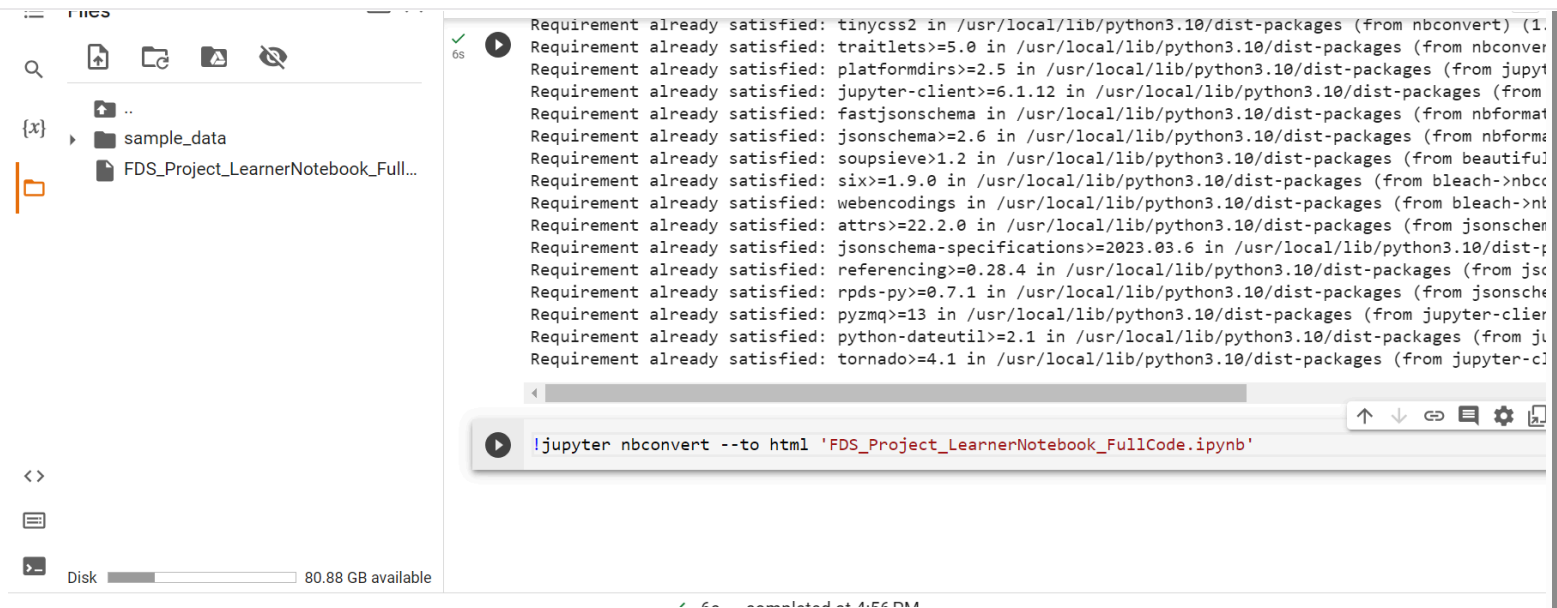 Files
..
sample_data
FDS_Project_LearnerNotebook_Full...
{x}
Disk
80.88 GB available
6s
Requirement already satisfied: tinycss2 in /usr/local/lib/python3.10/dist-packages (from nbconvert) (1.
Requirement already satisfied: traitlets>=5.0 in /usr/local/lib/python3.10/dist-packages (from nbconver
Requirement already satisfied: platformdirs>=2.5 in /usr/local/lib/python3.10/dist-packages (from jupyt
Requirement already satisfied: jupyter-client>=6.1.12 in /usr/local/lib/python3.10/dist-packages (from
Requirement already satisfied: fastjsonschema in /usr/local/lib/python3.10/dist-packages (from nbformat
Requirement already satisfied: jsonschema>=2.6 in /usr/local/lib/python3.10/dist-packages (from nbforma
Requirement already satisfied: soupsieve>1.2 in /usr/local/lib/python3.10/dist-packages (from beautiful
Requirement already satisfied: six>=1.9.0 in /usr/local/lib/python3.10/dist-packages (from bleach->nbco
Requirement already satisfied: webencodings in /usr/local/lib/python3.10/dist-packages (from bleach->nb
Requirement already satisfied: attrs>=22.2.0 in /usr/local/lib/python3.10/dist-packages (from jsonschem
Requirement already satisfied: jsonschema-specifications>=2023.03.6 in /usr/local/lib/python3.10/dist-p
Requirement already satisfied: referencing>=0.28.4 in /usr/local/lib/python3.10/dist-packages (from jsc
Requirement already satisfied: rpds-py>=0.7.1 in /usr/local/lib/python3.10/dist-packages (from jsonsche
Requirement already satisfied: pyzmq>=13 in /usr/local/lib/python3.10/dist-packages (from jupyter-clier
Requirement already satisfied: python-dateutil>=2.1 in /usr/local/lib/python3.10/dist-packages (from ju
Requirement already satisfied: tornado>=4.1 in /usr/local/lib/python3.10/dist-packages (from jupyter-cl
!jupyter nbconvert --to html 'FDS_Project_LearnerNotebook_FullCode.ipynb'
6s completed at 4:56 PM